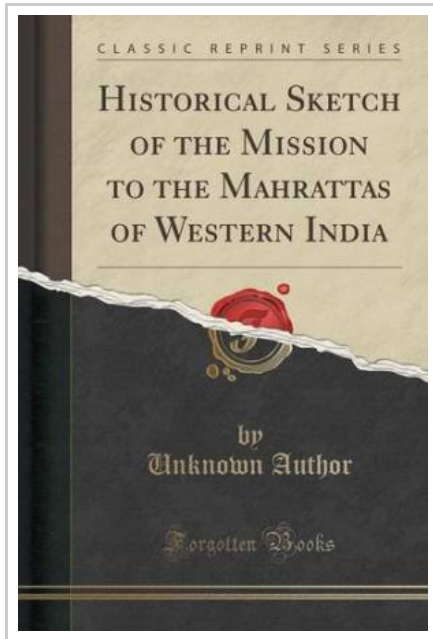 CLASSIC REPRINT SERIES
HISTORICAL SKETCH
OF THE MISSION
TO THE MAHRATTAS
OF WESTERN INDIA
by
Unknown Author
Forgotten Books